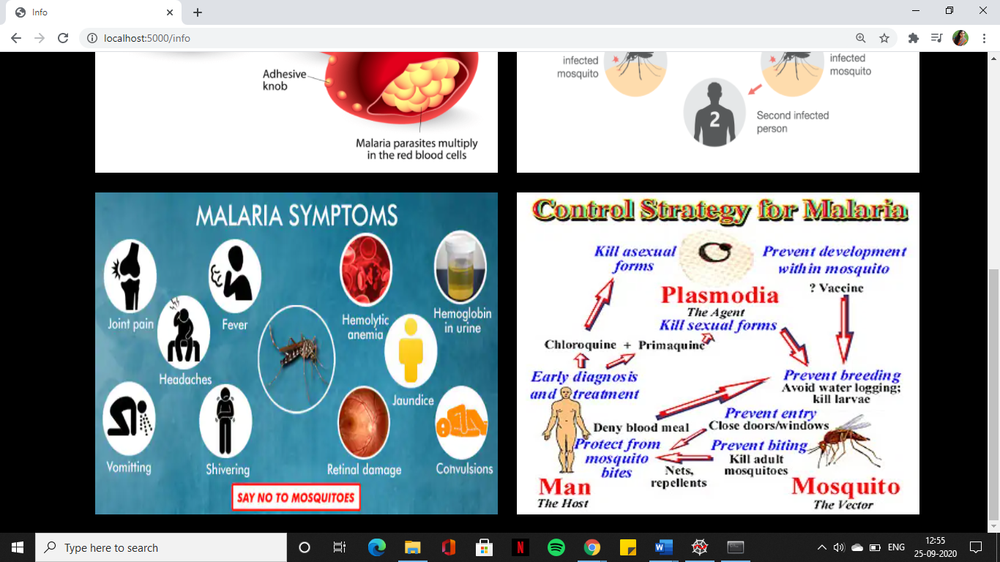 Info
localhost:5000/info
Adhesive
knob
Malaria parasites multiply
in the red blood cells
infected
mosquito
infected
mosquito
2
Second infected
person
MALARIA SYMPTOMS
Joint pain
Fever
Headaches
Hemolytic
anemia
Hemoglobin
in urine
Jaundice
Vomitting
Shivering
Retinal damage
Convulsions
SAY NO TO MOSQUITOES
Control Strategy for Malaria
Kill asexual
forms
Prevent development
within mosquito
? Vaccine
Plasmodia
The Agent
Kill sexual forms
Chloroquine + Primaquine
Early diagnosis
and treatment
Prevent breeding
Avoid water logging;
kill larvae
Prevent entry
Close doors/windows
Deny blood meal
Protect from
mosquito
bites
Prevent biting
Kill adult
mosquitoes
Nets,
repellents
Man
The Host
Mosquito
The Vector
Type here to search
N
W
ENG
12:55
25-09-2020